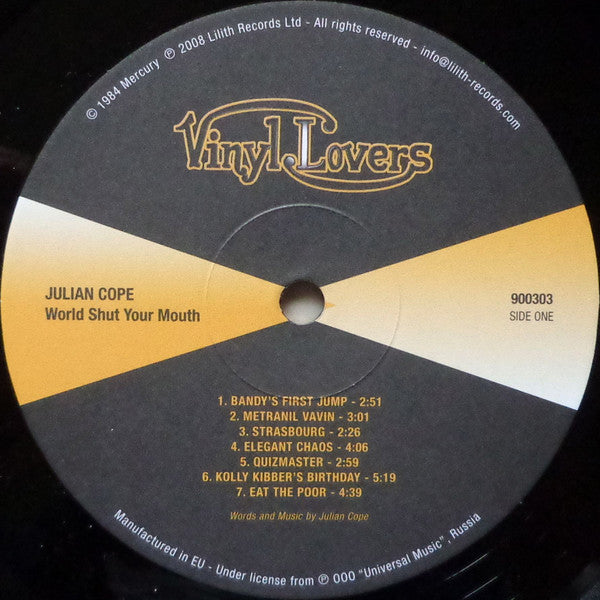 © 1984 Mercury ℗ 2008 Lilith Records Ltd - All rights reserved - info@lilith-records.com
Vinyl Lovers
JULIAN COPE
World Shut Your Mouth
900303
SIDE ONE
1. BANDY'S FIRST JUMP - 2:51
2. METRANIL VAVIN - 3:01
3. STRASBOURG - 2:26
4. ELEGANT CHAOS - 4:06
5. QUIZMASTER - 2:59
6. KOLLY KIBBER'S BIRTHDAY - 5:19
7. EAT THE POOR - 4:39
Words and Music by Julian Cope
Manufactured in EU - Under license from ℗ OOO "Universal Music", Russia